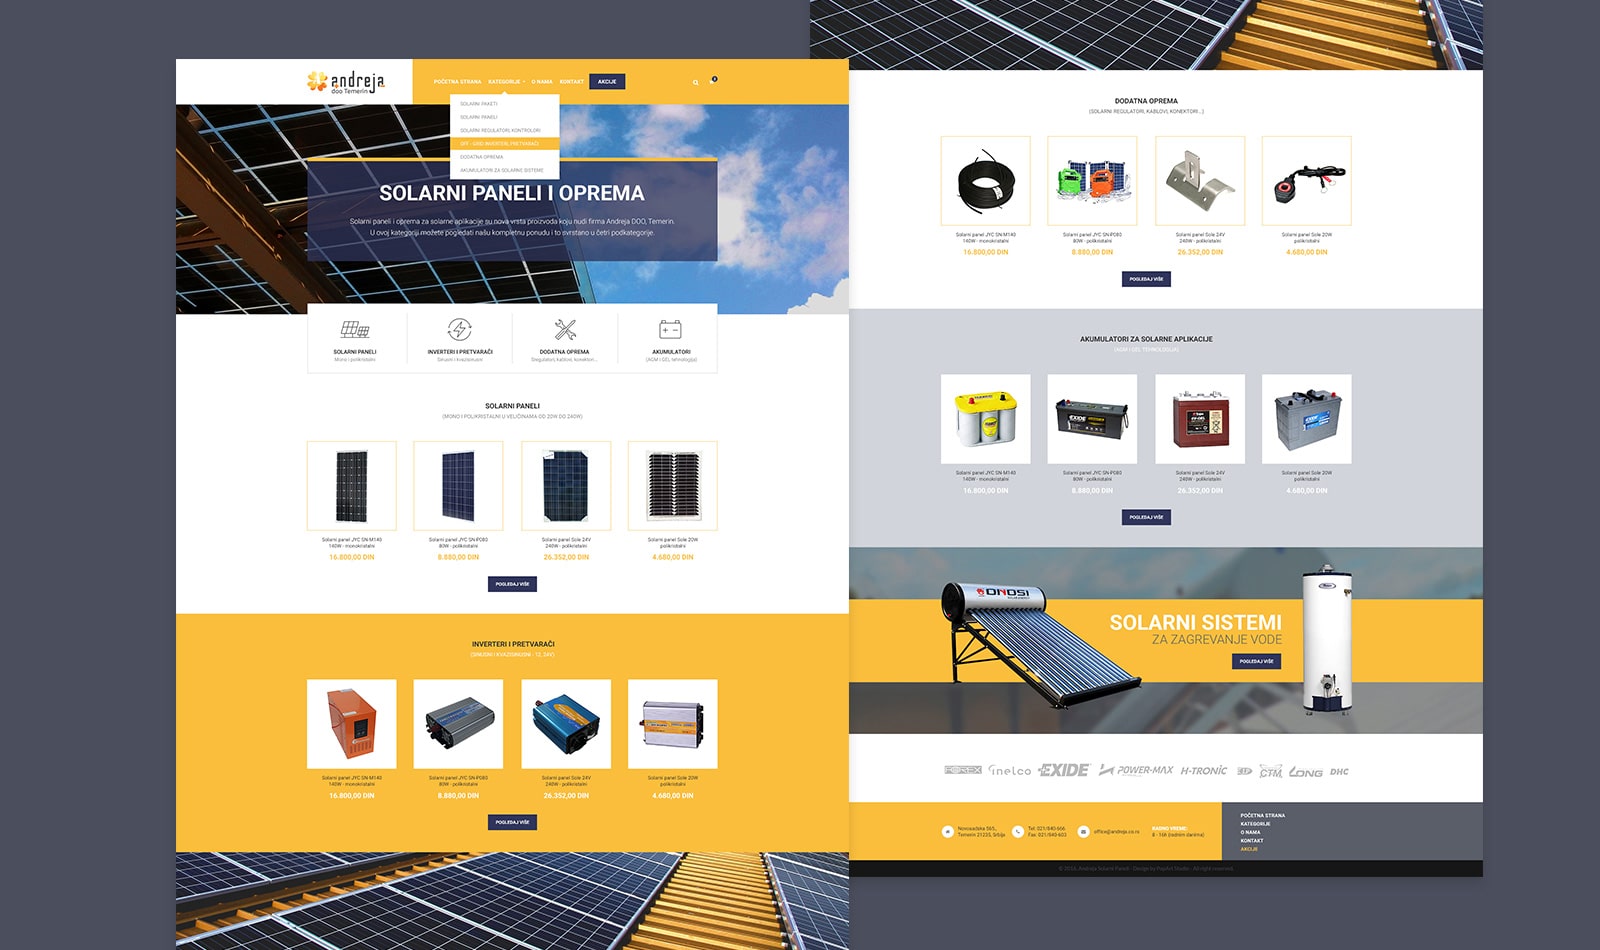 andreja
doo Temerin
POČETNA STRANA
KATEGORIJE
O NAMA
KONTAKT
AKCIJE
SOLARNI PAKETI
SOLARNI PANELI
SOLARNI REGULATORI, KONTROLERI
OFF - GRID INVERTERI, PRETVARAČI
DODATNA OPREMA
AKUMULATORI ZA SOLARNE SISTEME
SOLARNI PANELI I OPREMA
Solarni paneli i oprema za solarne aplikacije su nova vrsta proizvoda koju nudi firma Andreja DOO, Temerin.
U ovoj kategoriji možete pogledati našu kompletnu ponudu i to svrstano u četri podkategorije.
SOLARNI PANELI
Mono i polikristalni
INVERTERI I PRETVARAČI
DODATNA OPREMA
AKUMULATORI
(AGM i GEL tehnologija)
SOLARNI PANELI
(MONO I POLIKRISTALNI U VELIČINAMA OD 20W DO 240W)
Solarni panel JYC SN-M140
140W - monokristalni
16.800,00 DIN
Solarni panel JYC SN-P080
80W - polikristalni
8.880,00 DIN
Solarni panel Sole 24V
240W - polikristalni
26.352,00 DIN
Solarni panel Sole 20W
polikristalni
4.680,00 DIN
POGLEDAJ VIŠE
INVERTERI I PRETVARAČI
Solarni panel JYC SN-M140
140W - monokristalni
16.800,00 DIN
Solarni panel JYC SN-P080
80W - polikristalni
8.880,00 DIN
Solarni panel Sole 24V
240W - polikristalni
26.352,00 DIN
Solarni panel Sole 20W
polikristalni
4.680,00 DIN
POGLEDAJ VIŠE
DODATNA OPREMA
(SOLARNI REGULATORI, KABLOVI, KONEKTORI...)
Solarni panel JYC SN-M140
140W - monokristalni
16.800,00 DIN
Solarni panel JYC SN-P080
80W - polikristalni
8.880,00 DIN
Solarni panel Sole 24V
240W - polikristalni
26.352,00 DIN
Solarni panel Sole 20W
polikristalni
4.680,00 DIN
POGLEDAJ VIŠE
AKUMULATORI ZA SOLARNE APLIKACIJE
(AGM I GEL TEHNOLOGIJA)
EXIDE
EXIDE
Solarni panel JYC SN-M140
140W - monokristalni
16.800,00 DIN
Solarni panel JYC SN-P080
80W - polikristalni
8.880,00 DIN
Solarni panel Sole 24V
240W - polikristalni
26.352,00 DIN
Solarni panel Sole 20W
polikristalni
4.680,00 DIN
POGLEDAJ VIŠE
ONOSI
SOLARNI SISTEMI
ZA ZAGREVANJE VODE
POGLEDAJ VIŠE
inelco
EXIDE
POWER-MAX
H-TRONIC
CTM
LONG
DHC
Novosadska 565,
Temerin 21235, Srbija
Tel: 021/840-666
Fax: 021/840-603
office@andreja.co.rs
RADNO VREME:
8 - 16h (radnim danima)
POČETNA STRANA
KATEGORIJE
O NAMA
KONTAKT
AKCIJE
© 2016. Andreja Solarni Paneli · Design by PopArt Studio · All right reserved.